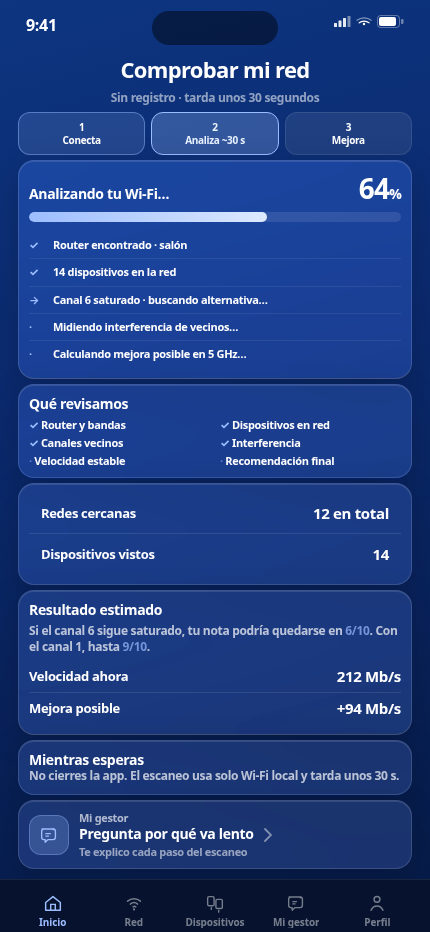 9:41
Comprobar mi red
Sin registro · tarda unos 30 segundos
1
Conecta
2
Analiza ~30 s
3
Mejora
Analizando tu Wi-Fi...
64%
✓ Router encontrado · salón
✓ 14 dispositivos en la red
→ Canal 6 saturado · buscando alternativa...
· Midiendo interferencia de vecinos...
· Calculando mejora posible en 5 GHz...
Qué revisamos
✓ Router y bandas
✓ Dispositivos en red
✓ Canales vecinos
✓ Interferencia
· Velocidad estable
· Recomendación final
Redes cercanas 12 en total
Dispositivos vistos 14
Resultado estimado
Si el canal 6 sigue saturado, tu nota podría quedarse en 6/10. Con
el canal 1, hasta 9/10.
Velocidad ahora 212 Mb/s
Mejora posible +94 Mb/s
Mientras esperas
No cierres la app. El escaneo usa solo Wi-Fi local y tarda unos 30 s.
Mi gestor
Pregunta por qué va lento
Te explico cada paso del escaneo
Inicio
Red
Dispositivos
Mi gestor
Perfil